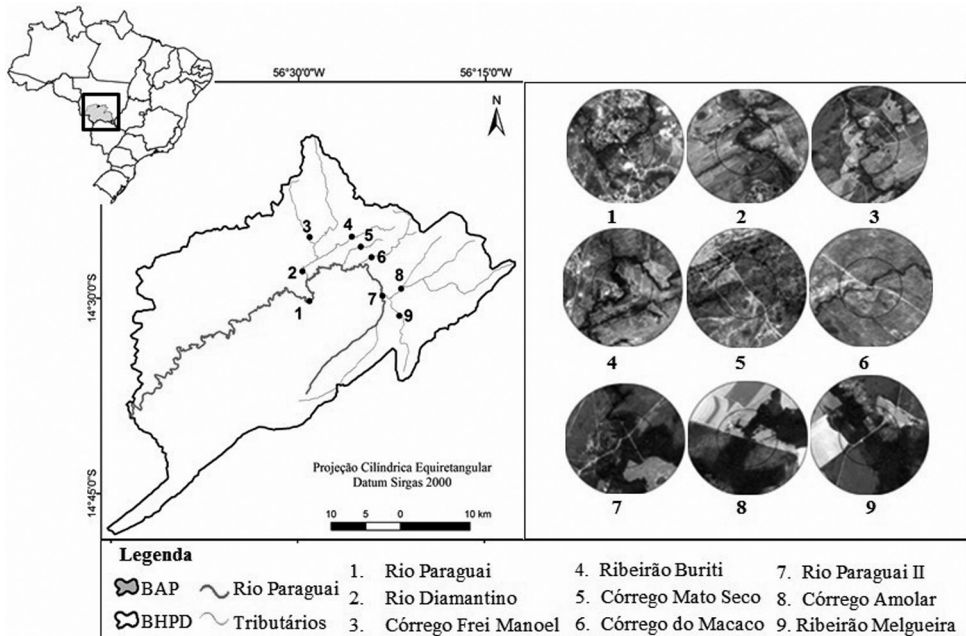 56°30'0"W 56°15'0"W
N
3 4
5
6
2
8
7
1
9
14°30'0"S
14°45'0"S
Projeção Cilíndrica Equiretangular
Datum Sirgas 2000
10 5 0 10 km
1 2 3
4 5 6
7 8 9
Legenda
BAP Rio Paraguai
BHPD Tributários
1. Rio Paraguai
2. Rio Diamantino
3. Córrego Frei Manoel
4. Ribeirão Buriti
5. Córrego Mato Seco
6. Córrego do Macaco
7. Rio Paraguai II
8. Córrego Amolar
9. Ribeirão Melgueira